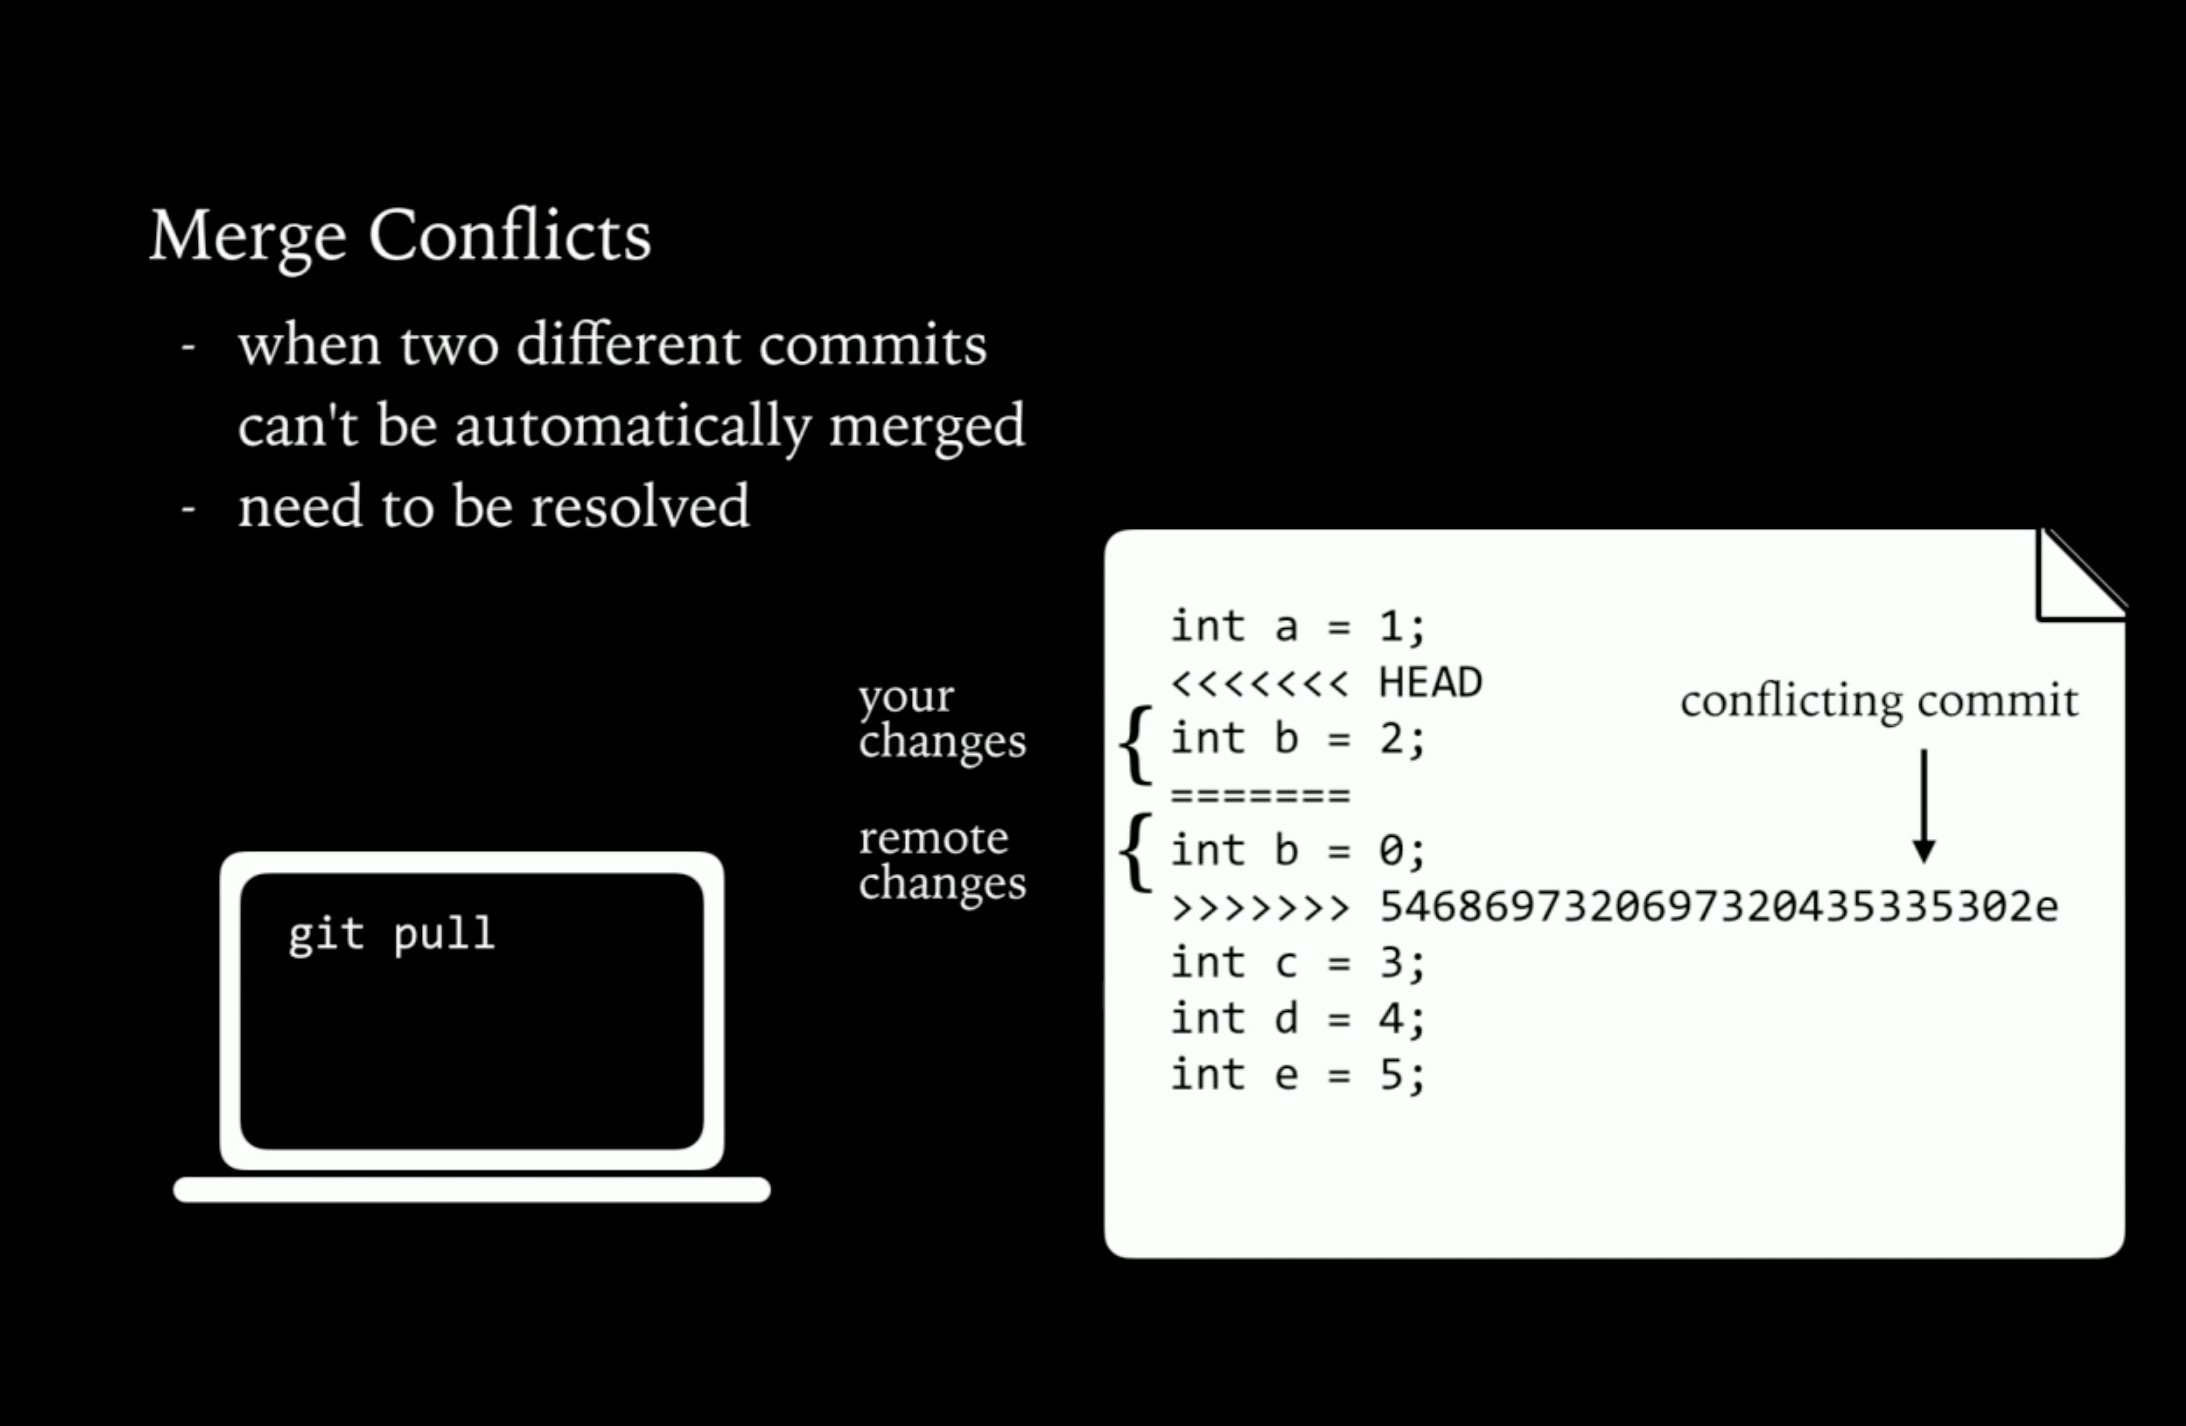 Merge Conflicts
- when two different commits
can't be automatically merged
- need to be resolved
git pull
your
changes
remote
changes
int a = 1;
<<<<<<< HEAD
{ int b = 2;
=======
{ int b = 0;
>>>>>>> 5468697320697320435335302e
int c = 3;
int d = 4;
int e = 5;
conflicting commit